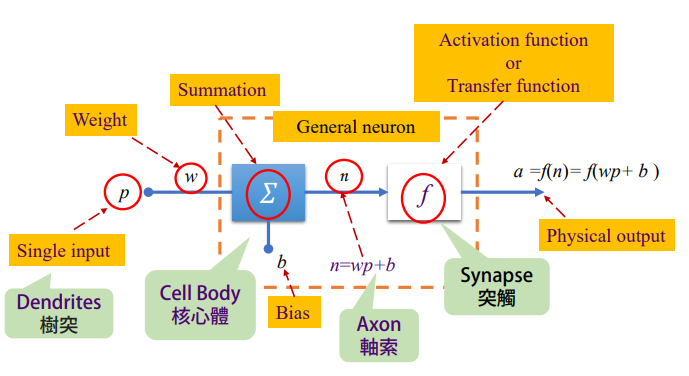 Activation function
or
Transfer function
Summation
Weight
General neuron
p
w
Σ
n
f
a =f(n)= f(wp+ b )
Single input
b
n=wp+b
Physical output
Dendrites
樹突
Cell Body
核心體
Bias
Axon
軸索
Synapse
突觸